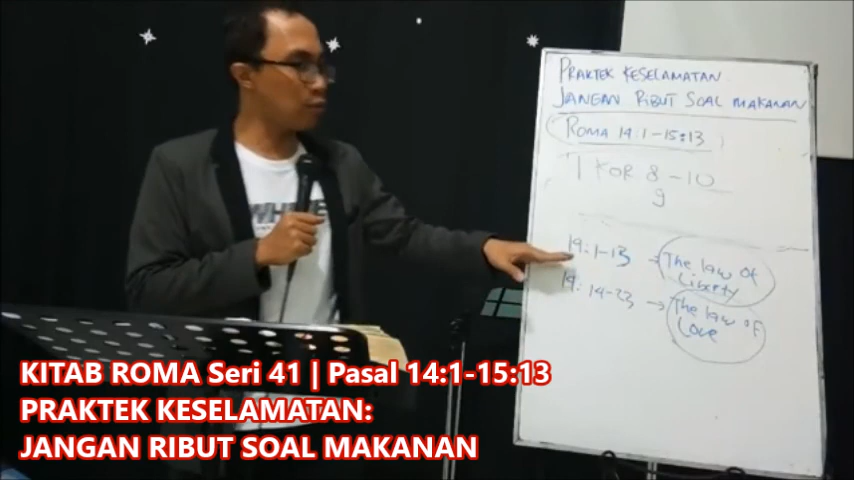 PRAKTEK KESELAMATAN
JANGAN RIBUT SOAL MAKANAN
ROMA 14:1-15:13
1 KOR 8-10
9
14:1-13 → The law of
Liberty
14:14-23 → The law of
Love
WHITE
KITAB ROMA Seri 41 | Pasal 14:1-15:13
PRAKTEK KESELAMATAN:
JANGAN RIBUT SOAL MAKANAN